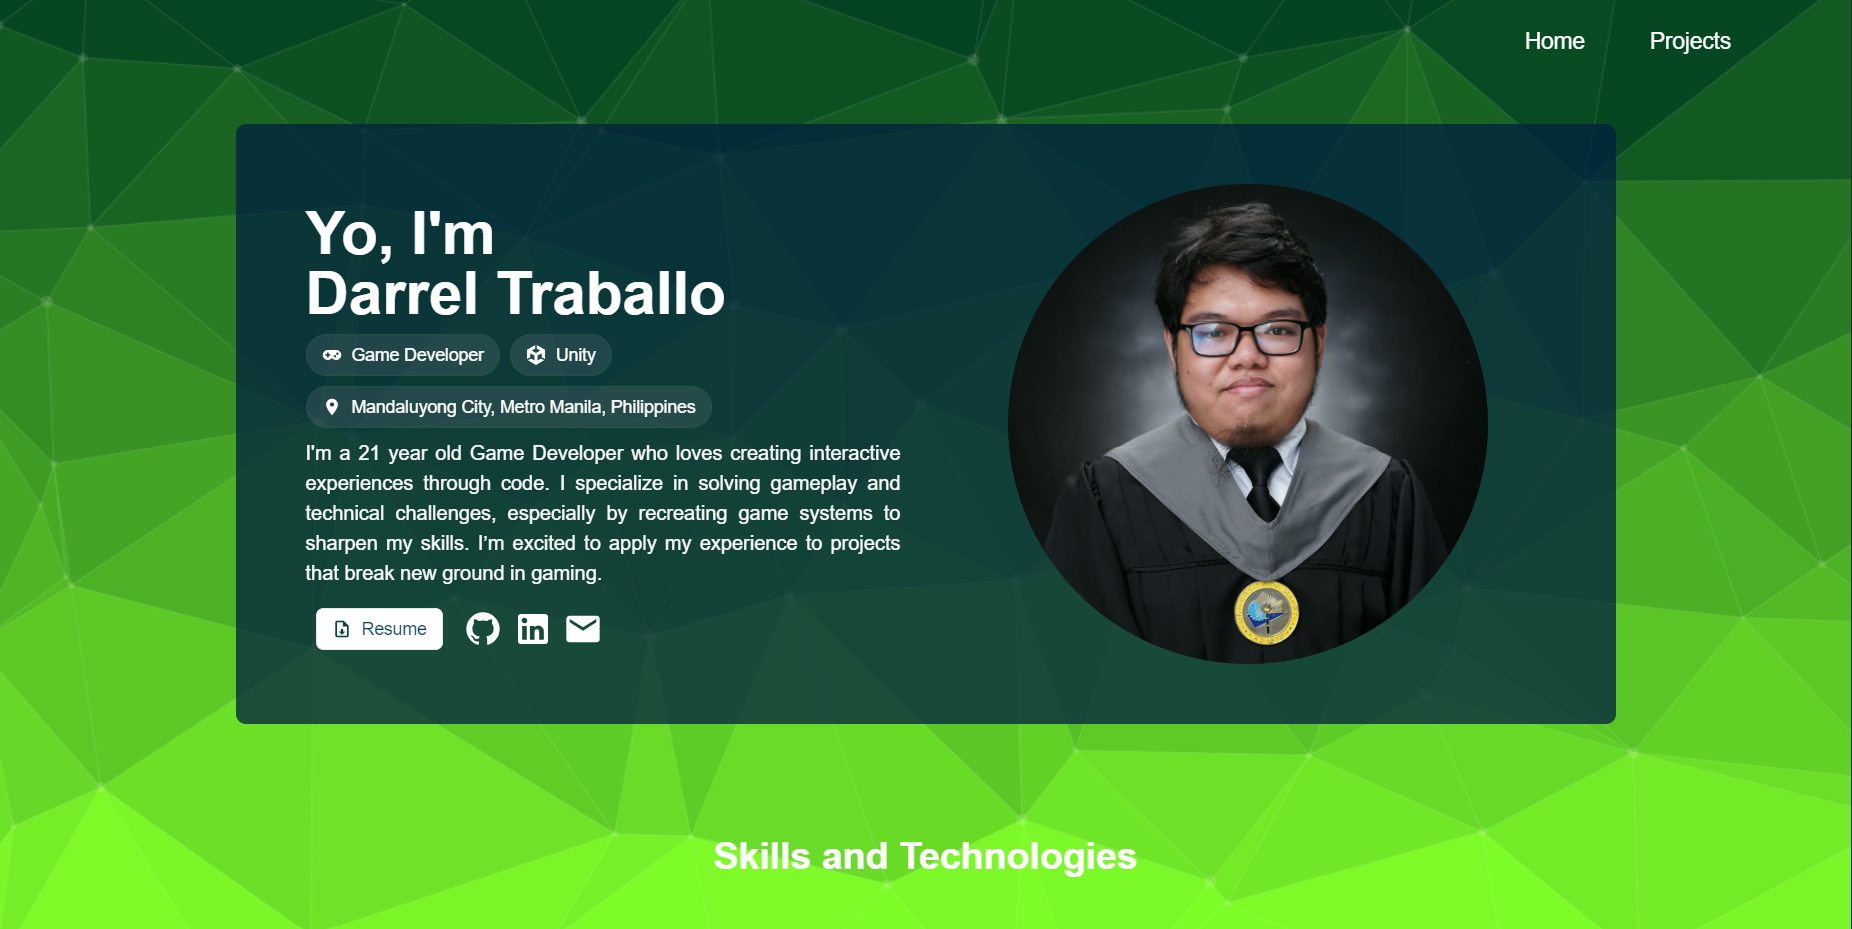 Home
Projects
Yo, I'm
Darrel Traballo
Game Developer
Unity
Mandaluyong City, Metro Manila, Philippines
I'm a 21 year old Game Developer who loves creating interactive
experiences through code. I specialize in solving gameplay and
technical challenges, especially by recreating game systems to
sharpen my skills. I’m excited to apply my experience to projects
that break new ground in gaming.
Resume
in
Skills and Technologies